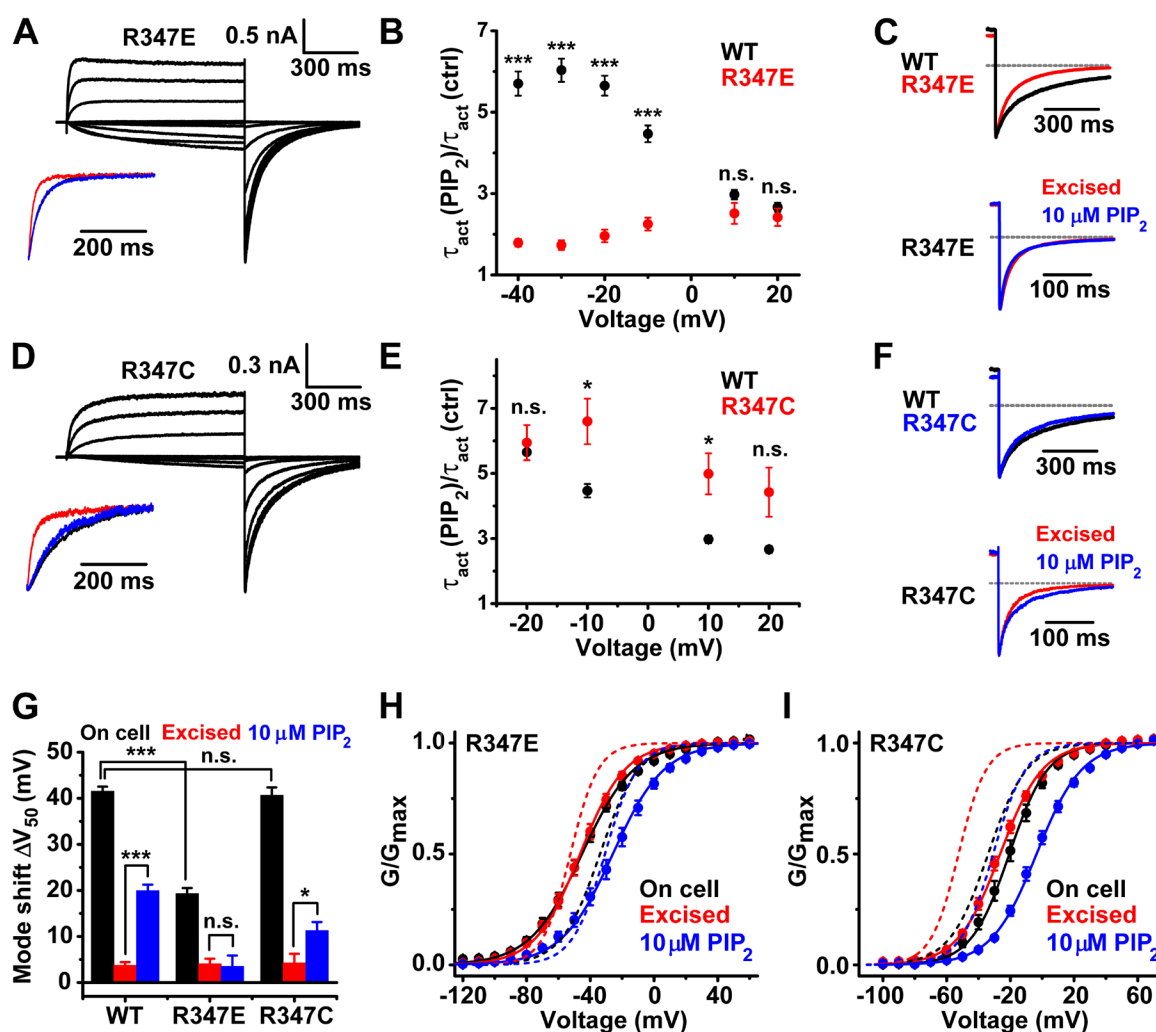 A
R347E
0.5 nA
300 ms
200 ms
B
τact (PIP2)/τact (ctrl)
7
5
3
1
***
***
***
***
n.s.
n.s.
WT
R347E
-40
-20
0
20
Voltage (mV)
C
WT
R347E
300 ms
Excised
10 μM PIP2
R347E
100 ms
D
R347C
0.3 nA
300 ms
200 ms
E
τact (PIP2)/τact (ctrl)
7
5
3
1
n.s.
*
*
n.s.
WT
R347C
-20
-10
0
10
20
Voltage (mV)
F
WT
R347C
300 ms
Excised
10 μM PIP2
R347C
100 ms
G
On cell Excised 10 μM PIP2
Mode shift ΔV50 (mV)
50
40
30
20
10
0
***
n.s.
***
n.s.
*
WT
R347E
R347C
H
R347E
G/Gmax
1.0
0.5
0.0
On cell
Excised
10 μM PIP2
-120
-80
-40
0
40
Voltage (mV)
I
R347C
G/Gmax
1.0
0.5
0.0
On cell
Excised
10 μM PIP2
-100
-60
-20
20
60
Voltage (mV)